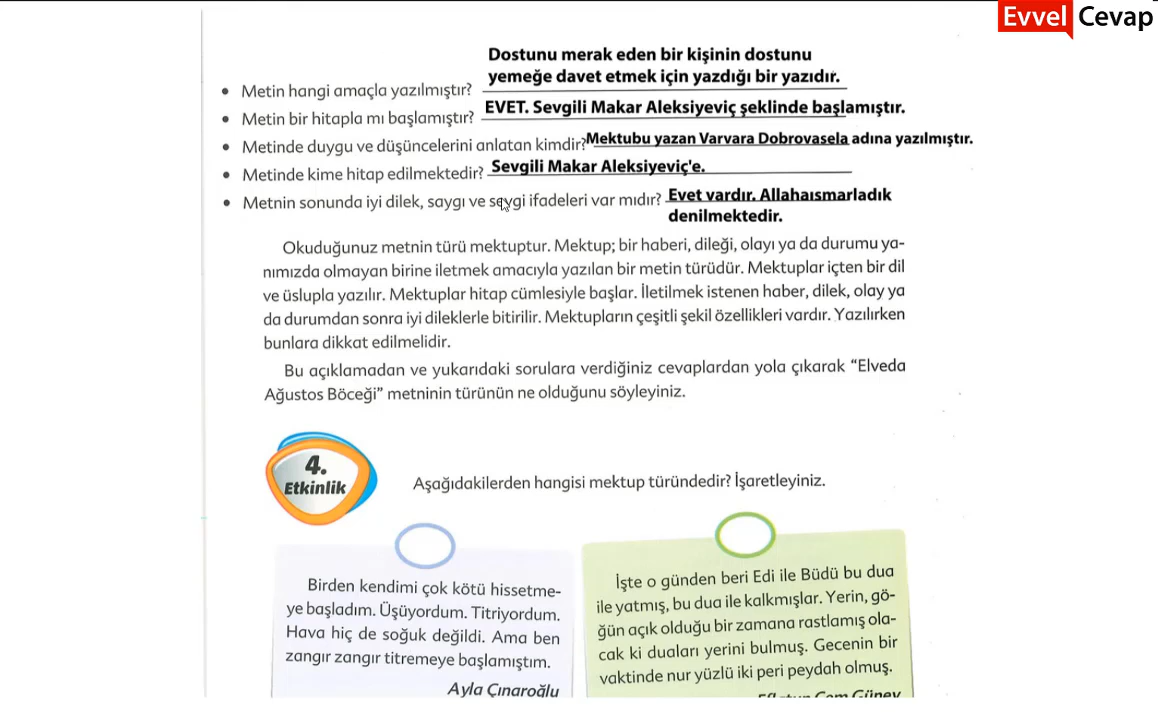 Evvel Cevap
Dostunu merak eden bir kişinin dostunu
yemeğe davet etmek için yazdığı bir yazıdır.
• Metin hangi amaçla yazılmıştır?
• Metin bir hitapla mı başlamıştır? EVET. Sevgili Makar Aleksiyeviç şeklinde başlamıştır.
• Metinde duygu ve düşüncelerini anlatan kimdir? Mektubu yazan Varvara Dobrovasela adına yazılmıştır.
• Metinde kime hitap edilmektedir? Sevgili Makar Aleksiyeviç'e.
• Metnin sonunda iyi dilek, saygı ve sevgi ifadeleri var mıdır? Evet vardır. Allahaısmarladık
denilmektedir.
Okuduğunuz metnin türü mektuptur. Mektup; bir haberi, dileği, olayı ya da durumu ya-
nımızda olmayan birine iletmek amacıyla yazılan bir metin türüdür. Mektuplar içten bir dil
ve üslupla yazılır. Mektuplar hitap cümlesiyle başlar. İletilmek istenen haber, dilek, olay ya
da durumdan sonra iyi dileklerle bitirilir. Mektupların çeşitli şekil özellikleri vardır. Yazılırken
bunlara dikkat edilmelidir.
Bu açıklamadan ve yukarıdaki sorulara verdiğiniz cevaplardan yola çıkarak “Elveda
Ağustos Böceği” metninin türünün ne olduğunu söyleyiniz.
4.
Etkinlik
Aşağıdakilerden hangisi mektup türündedir? İşaretleyiniz.
Birden kendimi çok kötü hissetme-
ye başladım. Üşüyordum. Titriyordum.
Hava hiç de soğuk değildi. Ama ben
zangır zangır titremeye başlamıştım.
Ayla Çınaroğlu
İşte o günden beri Edi ile Büdü bu dua
ile yatmış, bu dua ile kalkmışlar. Yerin, gö-
ğün açık olduğu bir zamana rastlamış ola-
cak ki duaları yerini bulmuş. Gecenin bir
vaktinde nur yüzlü iki peri peydah olmuş.
Cem Güney